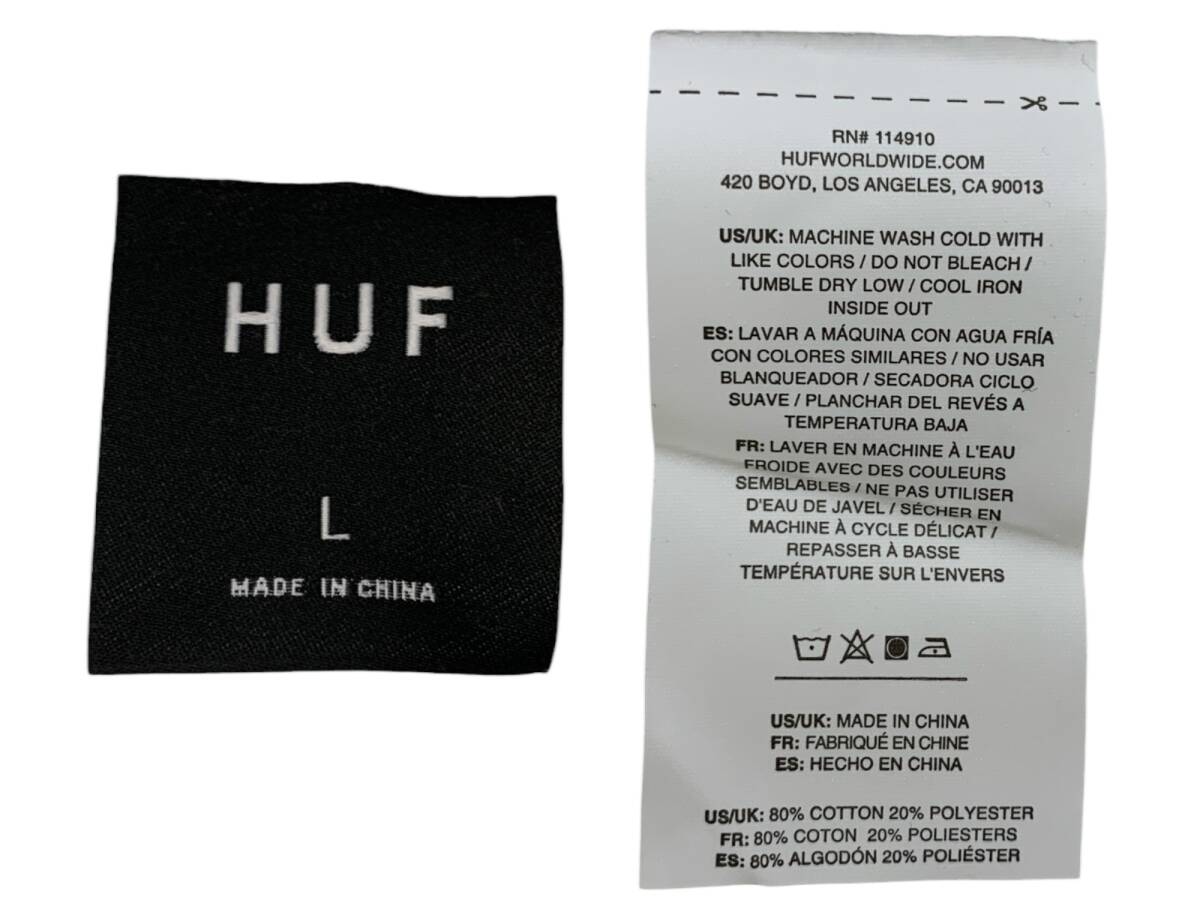 HUF
L
MADE IN CHINA
RN# 114910
HUFWORLDWIDE.COM
420 BOYD, LOS ANGELES, CA 90013
US/UK: MACHINE WASH COLD WITH
LIKE COLORS / DO NOT BLEACH /
TUMBLE DRY LOW / COOL IRON
INSIDE OUT
ES: LAVAR A MÁQUINA CON AGUA FRÍA
CON COLORES SIMILARES / NO USAR
BLANQUEADOR / SECADORA CICLO
SUAVE / PLANCHAR DEL REVÉS A
TEMPERATURA BAJA
FR: LAVER EN MACHINE À L'EAU
FROIDE AVEC DES COULEURS
SEMBLABLES / NE PAS UTILISER
D'EAU DE JAVEL / SÉCHER EN
MACHINE À CYCLE DÉLICAT /
REPASSER À BASSE
TEMPÉRATURE SUR L'ENVERS
US/UK: MADE IN CHINA
FR: FABRIQUÉ EN CHINE
ES: HECHO EN CHINA
US/UK: 80% COTTON 20% POLYESTER
FR: 80% COTON 20% POLIESTERS
ES: 80% ALGODÓN 20% POLIÉSTER